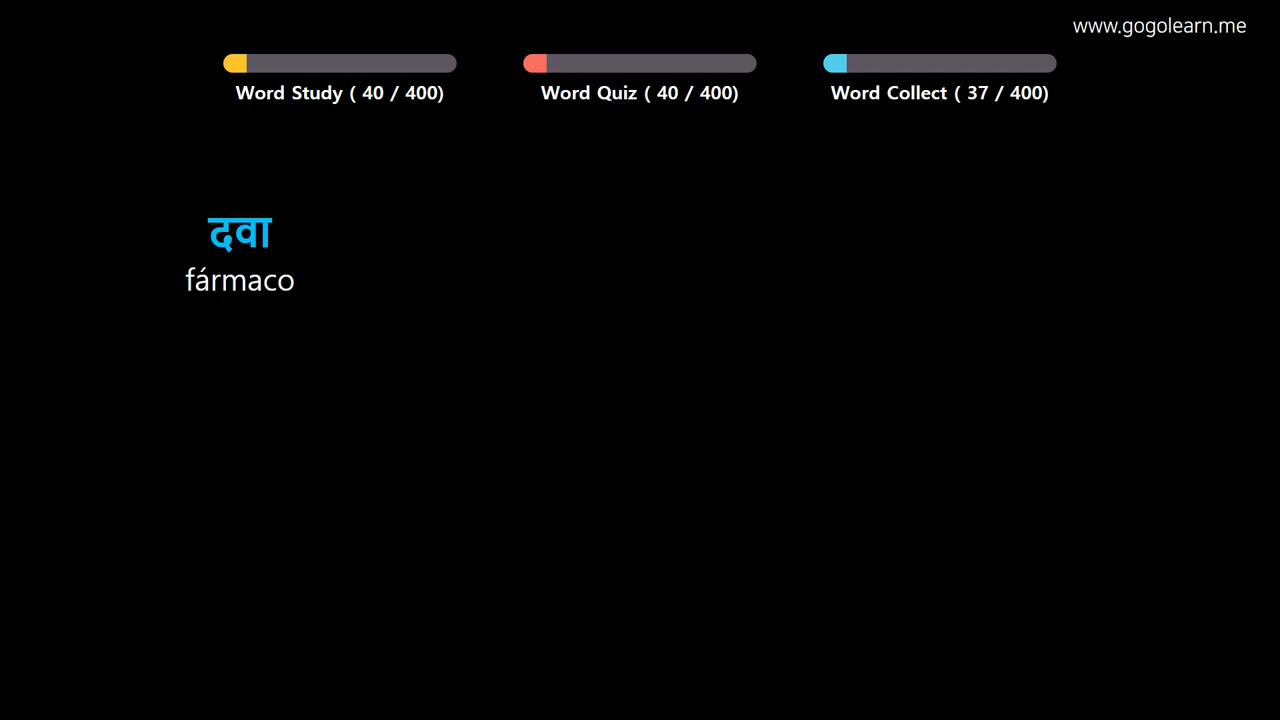 www.gogolearn.me
Word Study ( 40 / 400)
Word Quiz ( 40 / 400)
Word Collect ( 37 / 400)
दवा
fármaco